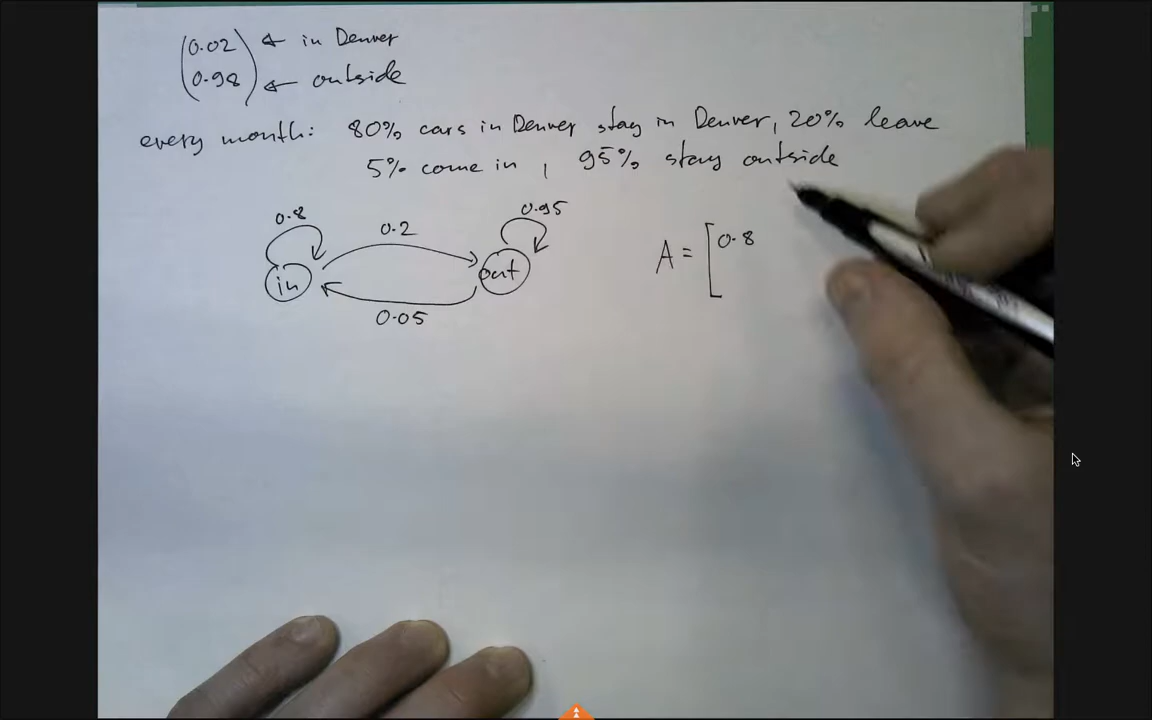 0.02 ← in Denver
0.98 ← outside
every month: 80% cars in Denver stay in Denver, 20% leave
5% come in, 95% stay outside
0.8 0.2 0.95
in out
0.05
A = [0.8